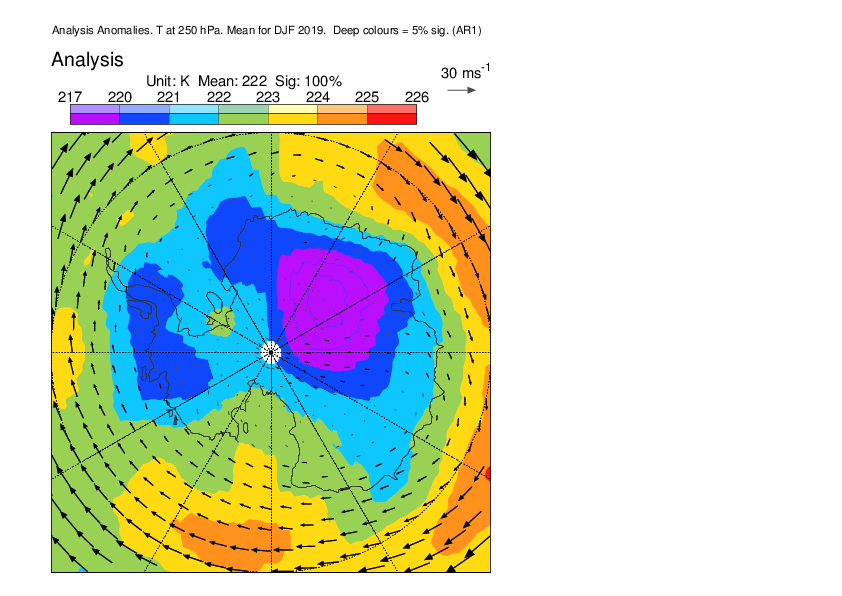 Analysis Anomalies. T at 250 hPa. Mean for DJF 2019.  Deep colours = 5% sig. (AR1)
Analysis
30 ms-1
Unit: K  Mean: 222  Sig: 100%
217 220 221 222 223 224 225 226